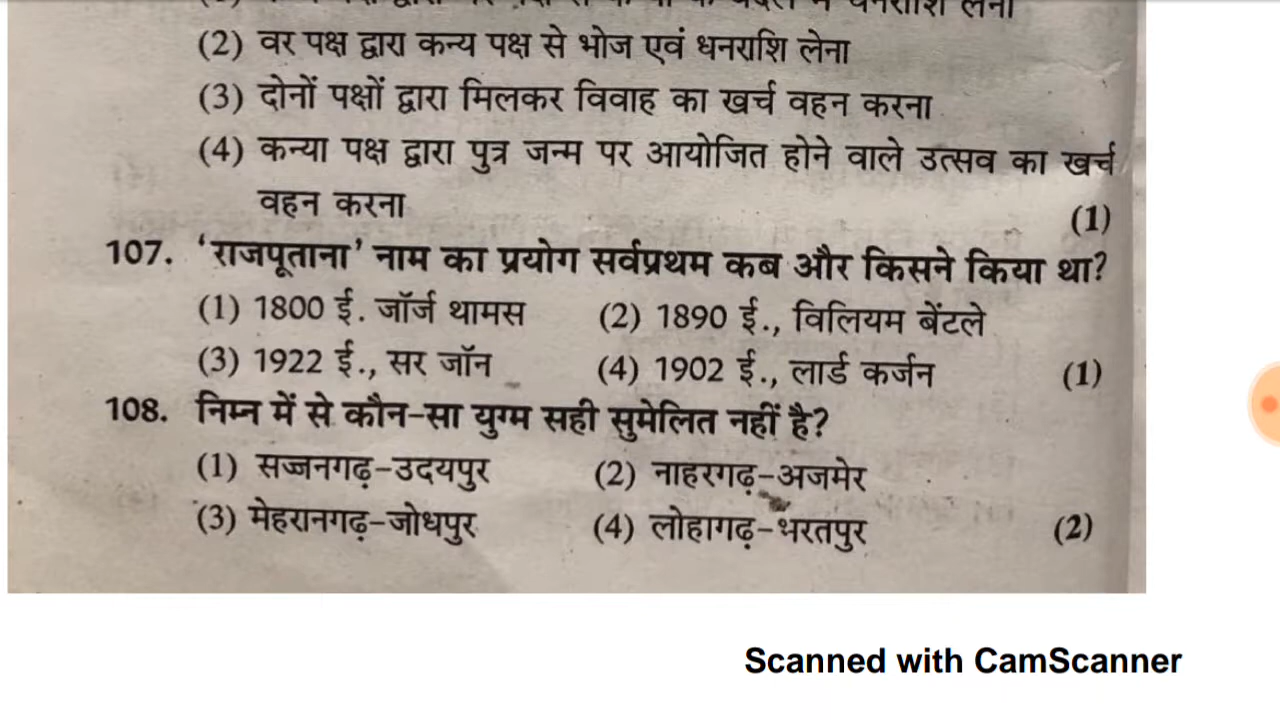 (2) वर पक्ष द्वारा कन्य पक्ष से भोज एवं धनराशि लेना
(3) दोनों पक्षों द्वारा मिलकर विवाह का खर्च वहन करना
(4) कन्या पक्ष द्वारा पुत्र जन्म पर आयोजित होने वाले उत्सव का खर्च
वहन करना (1)
107. 'राजपूताना' नाम का प्रयोग सर्वप्रथम कब और किसने किया था?
(1) 1800 ई. जॉर्ज थामस (2) 1890 ई., विलियम बेंटले
(3) 1922 ई., सर जॉन (4) 1902 ई., लार्ड कर्जन (1)
108. निम्न में से कौन-सा युग्म सही सुमेलित नहीं है?
(1) सज्जनगढ़-उदयपुर (2) नाहरगढ़-अजमेर
(3) मेहरानगढ़-जोधपुर (4) लोहागढ़-भरतपुर (2)
Scanned with CamScanner